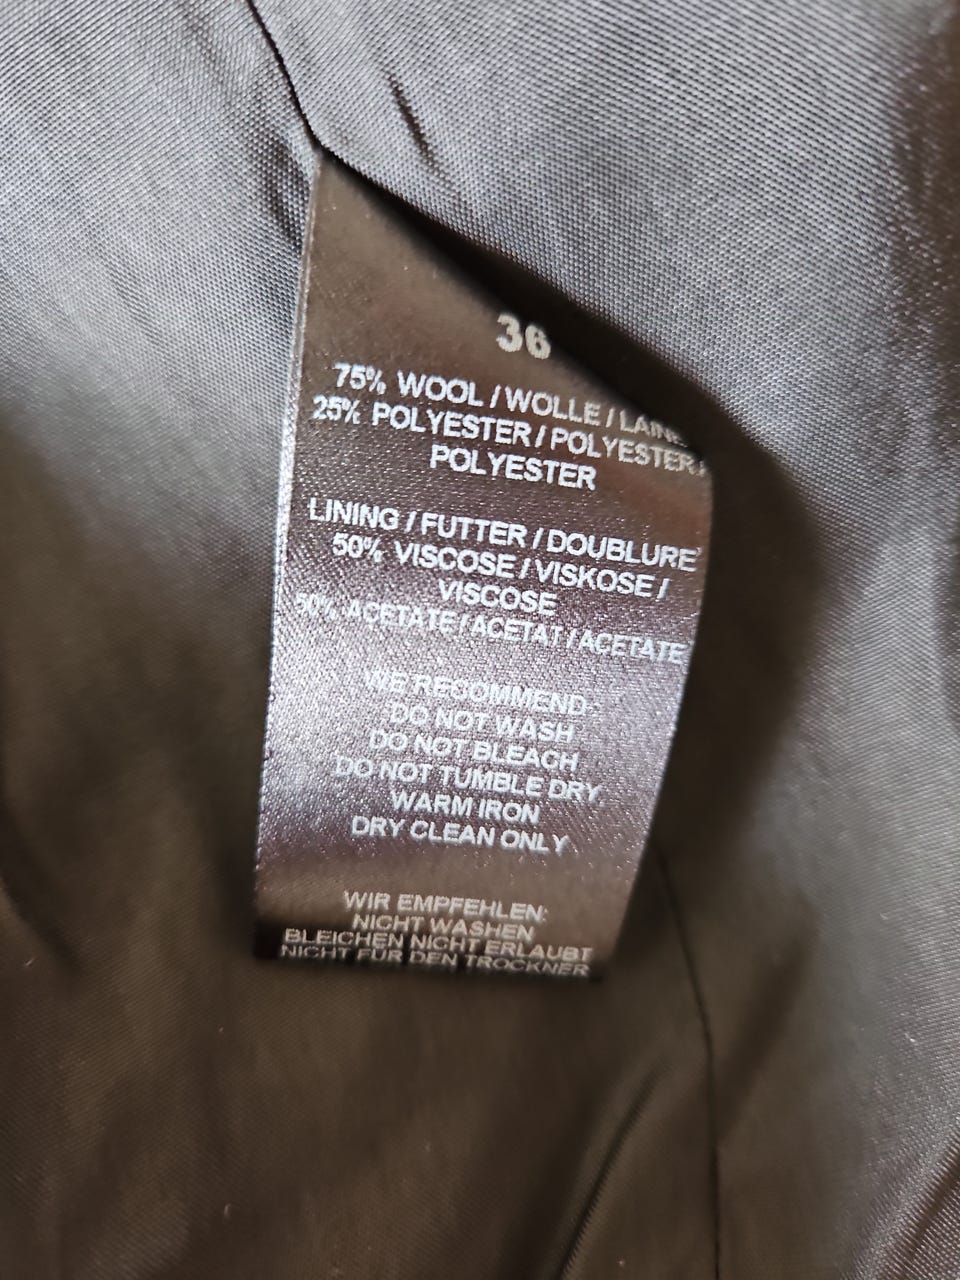 36
75% WOOL / WOLLE / LAINE
25% POLYESTER / POLYESTER /
POLYESTER
LINING / FUTTER / DOUBLURE
50% VISCOSE / VISKOSE /
VISCOSE
50% ACETATE / ACETAT / ACETATE
WE RECOMMEND:
DO NOT WASH
DO NOT BLEACH
DO NOT TUMBLE DRY
WARM IRON
DRY CLEAN ONLY
WIR EMPFEHLEN:
NICHT WASHEN
BLEICHEN NICHT ERLAUBT
NICHT FÜR DEN TROCKNER